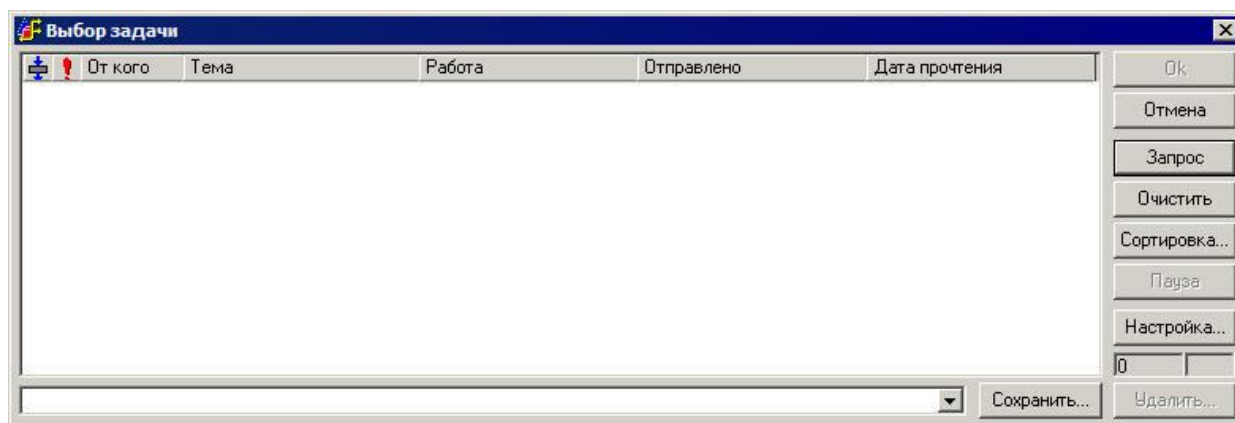 Выбор задачи
От кого Тема Работа Отправлено Дата прочтения
Ok
Отмена
Запрос
Очистить
Сортировка...
Пауза
Настройка...
0
Сохранить... Удалить...